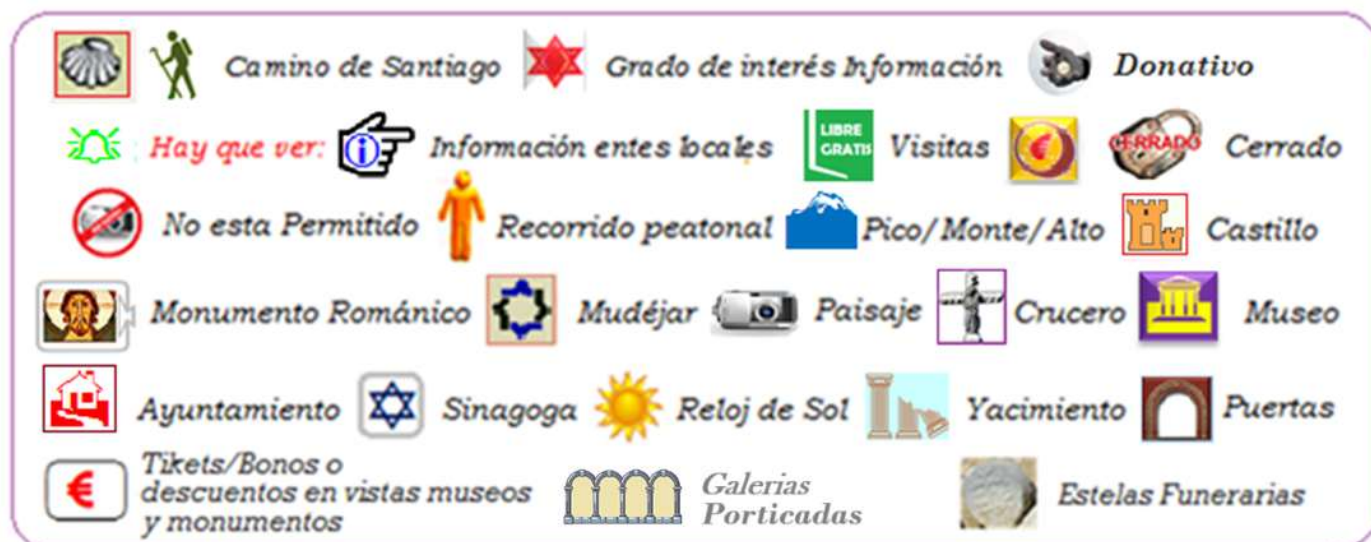 Camino de Santiago Grado de interés Información Donativo
Hay que ver: Información entes locales LIBRE GRATIS Visitas € CERRADO Cerrado
No esta Permitido Recorrido peatonal Pico/Monte/Alto Castillo
Monumento Románico Mudéjar Paisaje Crucero Museo
Ayuntamiento Sinagoga Reloj de Sol Yacimiento Puertas
€ Tikets/Bonos o
descuentos en vistas museos
y monumentos
Galerias
Porticadas
Estelas Funerarias